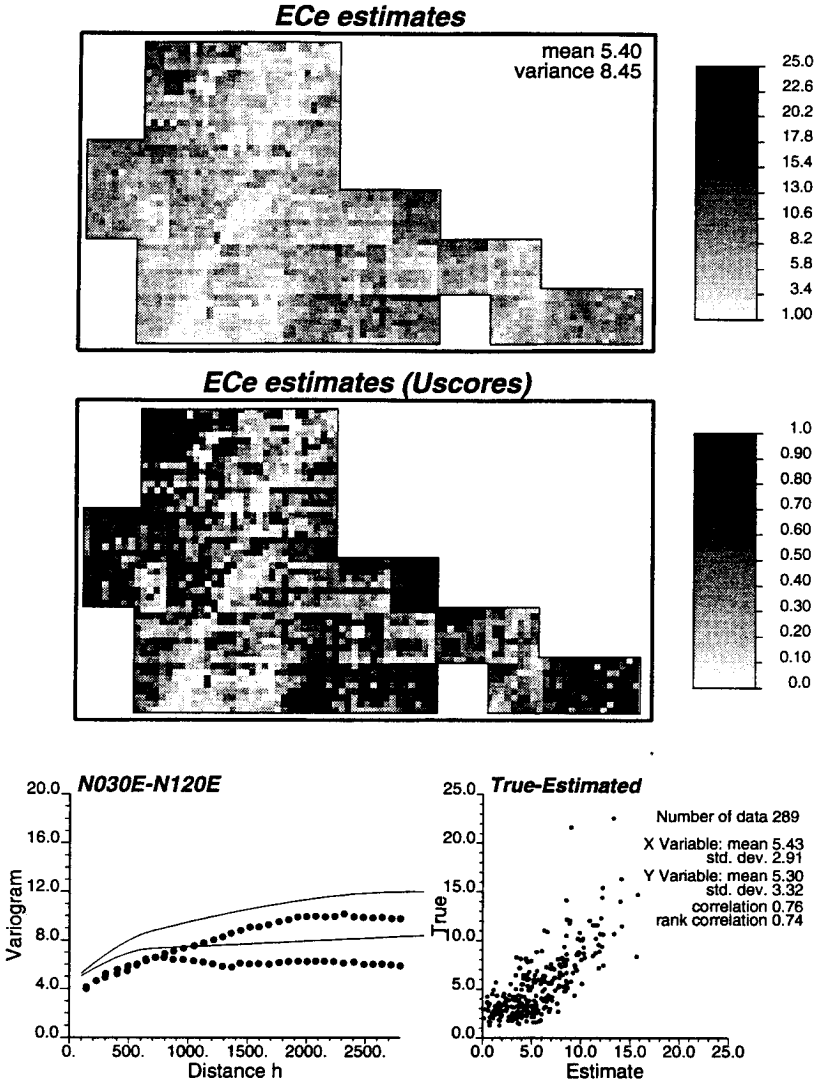 ECe estimates
mean 5.40
variance 8.45
25.0
22.6
20.2
17.8
15.4
13.0
10.6
8.2
5.8
3.4
1.00
ECe estimates (Uscores)
1.0
0.90
0.80
0.70
0.60
0.50
0.40
0.30
0.20
0.10
0.0
N030E-N120E
20.0
16.0
12.0
8.0
4.0
0.0
Variogram
0. 500. 1000. 1500. 2000. 2500.
Distance h
True-Estimated
25.0
20.0
15.0
10.0
5.0
0.0
True
0.0 5.0 10.0 15.0 20.0 25.0
Estimate
Number of data 289
X Variable: mean 5.43
std. dev. 2.91
Y Variable: mean 5.30
std. dev. 3.32
correlation 0.76
rank correlation 0.74